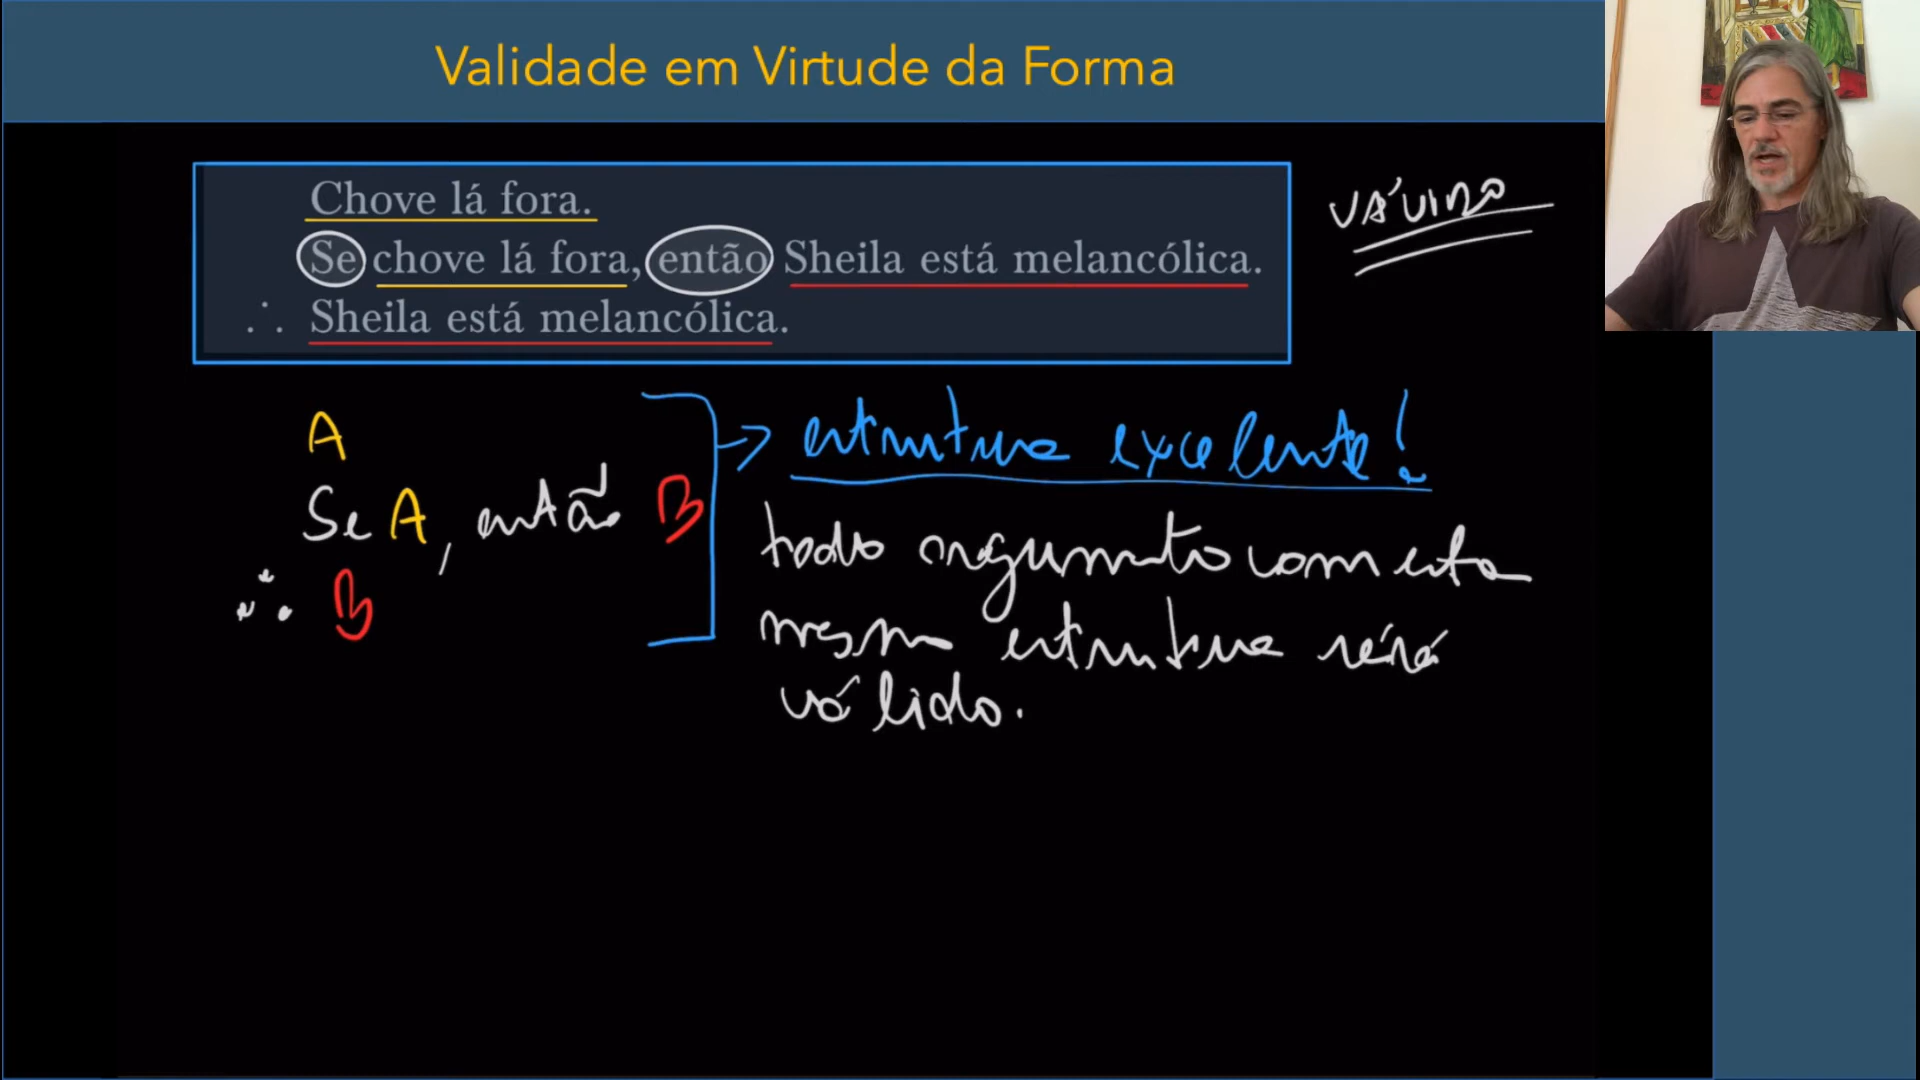 Validade em Virtude da Forma
Chove lá fora.
VÁLIDO
Se chove lá fora, então Sheila está melancólica.
∴ Sheila está melancólica.
A
estrutura excelente!
Se A, então B
todo argumento com esta
∴ B
mesma estrutura será
válido.